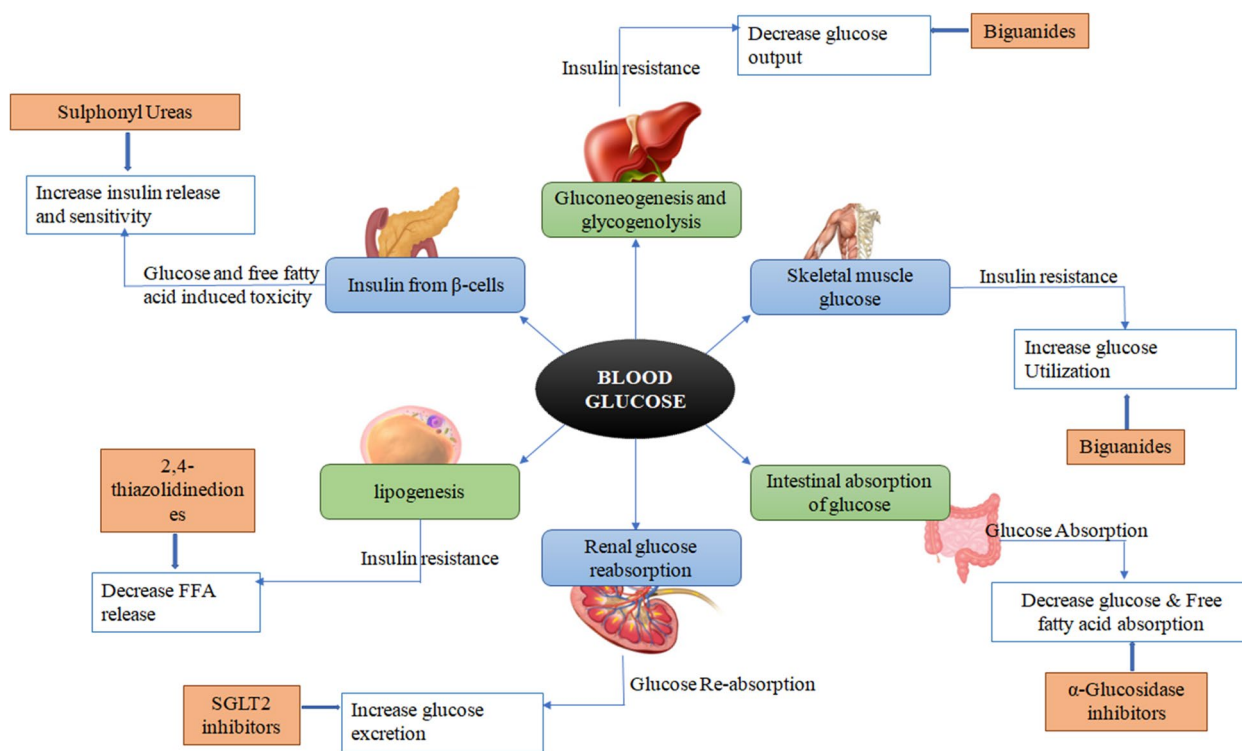 Decrease glucose
output
Biguanides
Insulin resistance
Sulphonyl Ureas
Increase insulin release
and sensitivity
Gluconeogenesis and
glycogenolysis
Glucose and free fatty
acid induced toxicity
Insulin from β-cells
Skeletal muscle
glucose
Insulin resistance
Increase glucose
Utilization
BLOOD
GLUCOSE
Biguanides
2,4-
thiazolidinedion
es
lipogenesis
Intestinal absorption
of glucose
Insulin resistance
Renal glucose
reabsorption
Glucose Absorption
Decrease FFA
release
Decrease glucose & Free
fatty acid absorption
Glucose Re-absorption
SGLT2
inhibitors
Increase glucose
excretion
α-Glucosidase
inhibitors